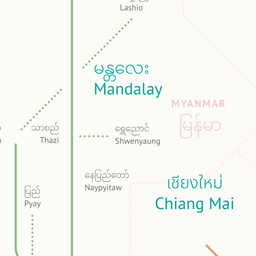 Lashio
မန္တလေး
Mandalay
MYANMAR
မြန်မာ
သာစည်
Thazi
ရွှေညောင်
Shwenyaung
နေပြည်တော်
Naypyitaw
ပြည်
Pyay
เชียงใหม่
Chiang Mai